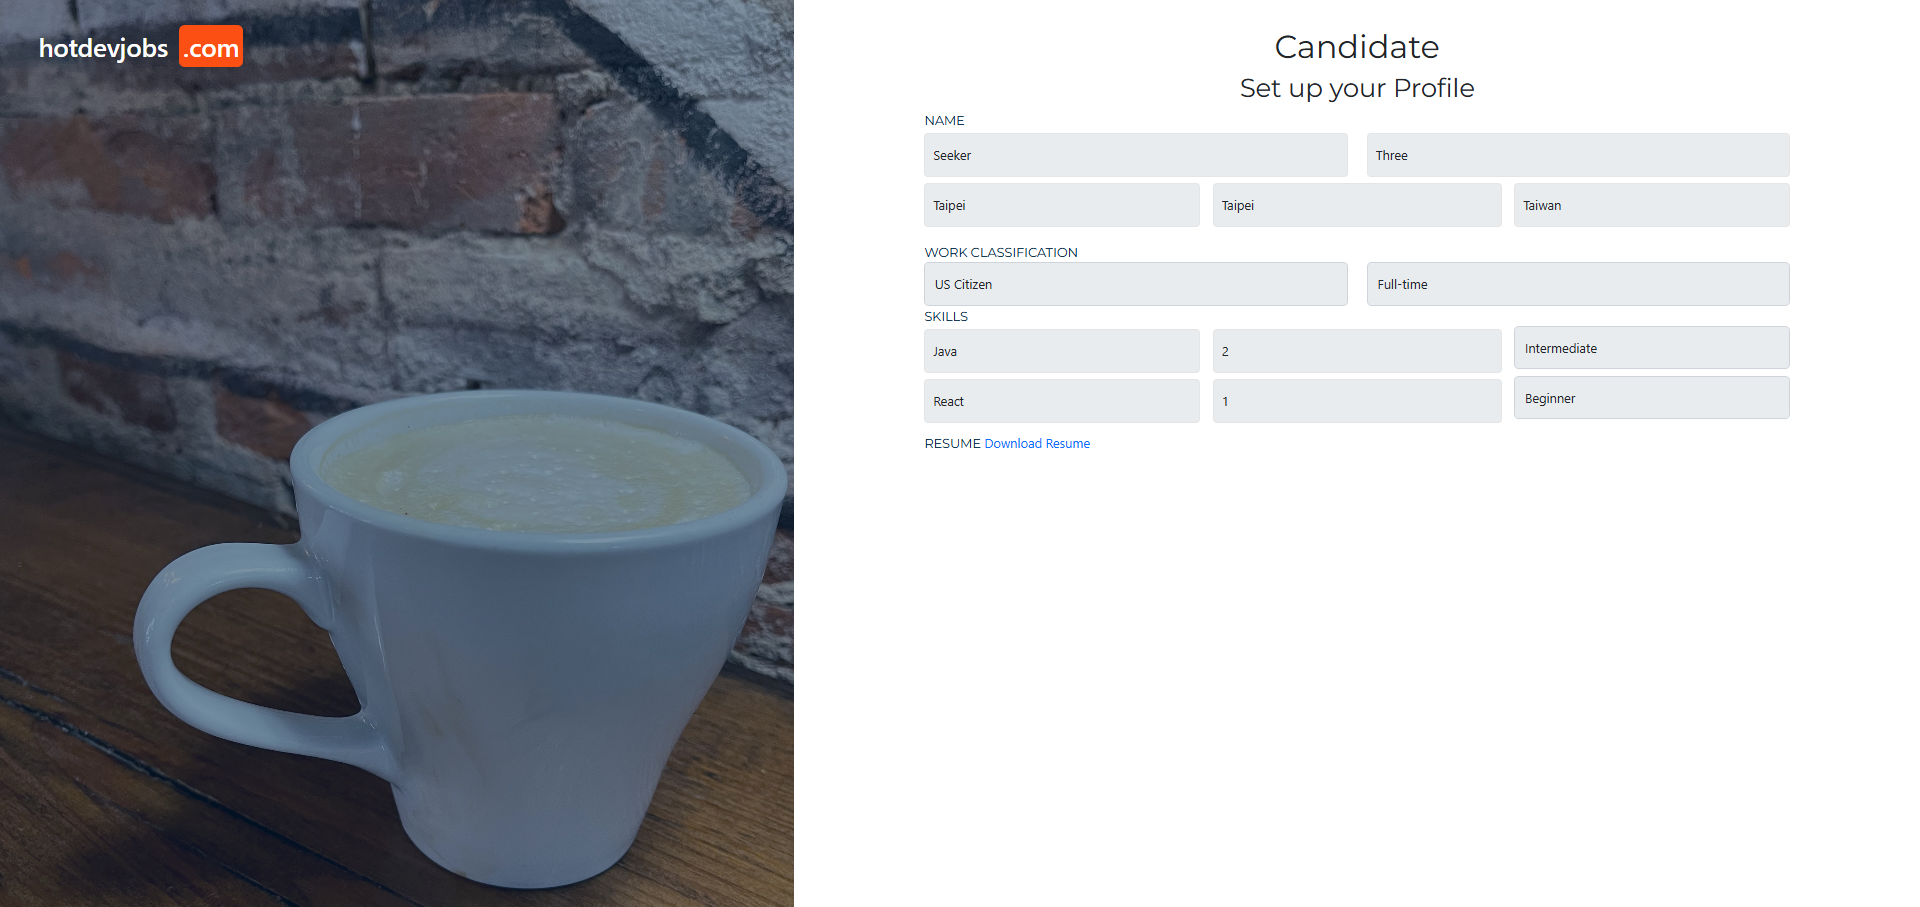 hotdevjobs .com
Candidate
Set up your Profile
NAME
Seeker Three
Taipei Taipei Taiwan
WORK CLASSIFICATION
US Citizen Full-time
SKILLS
Java 2 Intermediate
React 1 Beginner
RESUME Download Resume